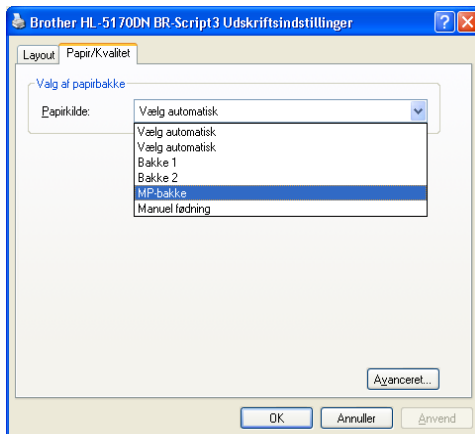 Brother HL-5170DN BR-Script3 Udskriftsindstillinger
Layout Papir/Kvalitet
Valg af papirbakke
Papirkilde: Vælg automatisk
Vælg automatisk
Vælg automatisk
Bakke 1
Bakke 2
MP-bakke
Manuel fødning
Avanceret...
OK Annuller Anvend